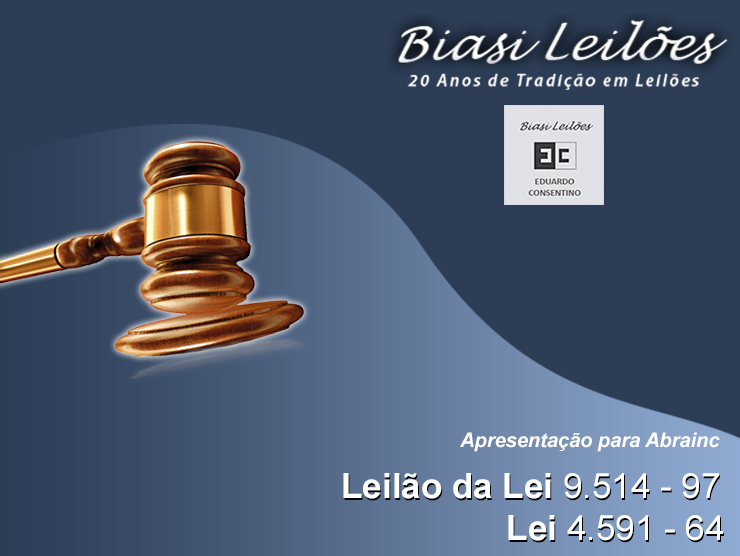 Biasi Leilões
20 Anos de Tradição em Leilões
Biasi Leilões
EC
EDUARDO
CONSENTINO
Apresentação para Abrainc
Leilão da Lei 9.514 - 97
Lei 4.591 - 64